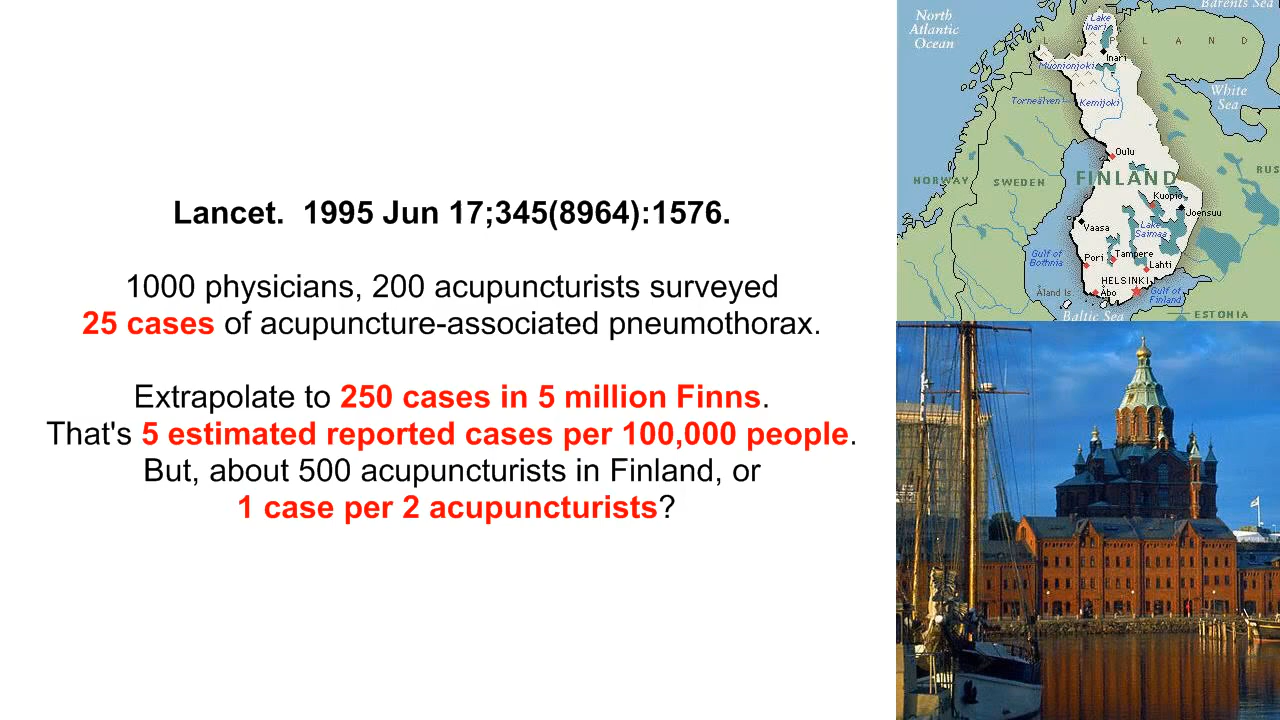 Lancet.  1995 Jun 17;345(8964):1576.
1000 physicians, 200 acupuncturists surveyed
25 cases of acupuncture-associated pneumothorax.
Extrapolate to 250 cases in 5 million Finns.
That's 5 estimated reported cases per 100,000 people.
But, about 500 acupuncturists in Finland, or
1 case per 2 acupuncturists?
Barents Sea
North
Atlantic
Ocean
Lake
Inari
L A P L A N D
Inari
Muonionjoki
White
Sea
Torneälven
Kemijoki
Oulu
NORWAY
SWEDEN
FINLAND
RUS
Kuopio
Joensuu
Vaasa
Lake
Saimaa
Gulf of
Bothnia
Pori
Tampere
Lahti
HELSINKI
Åland Is
Åbo
Gulf of
Finland
Baltic Sea
ESTONIA